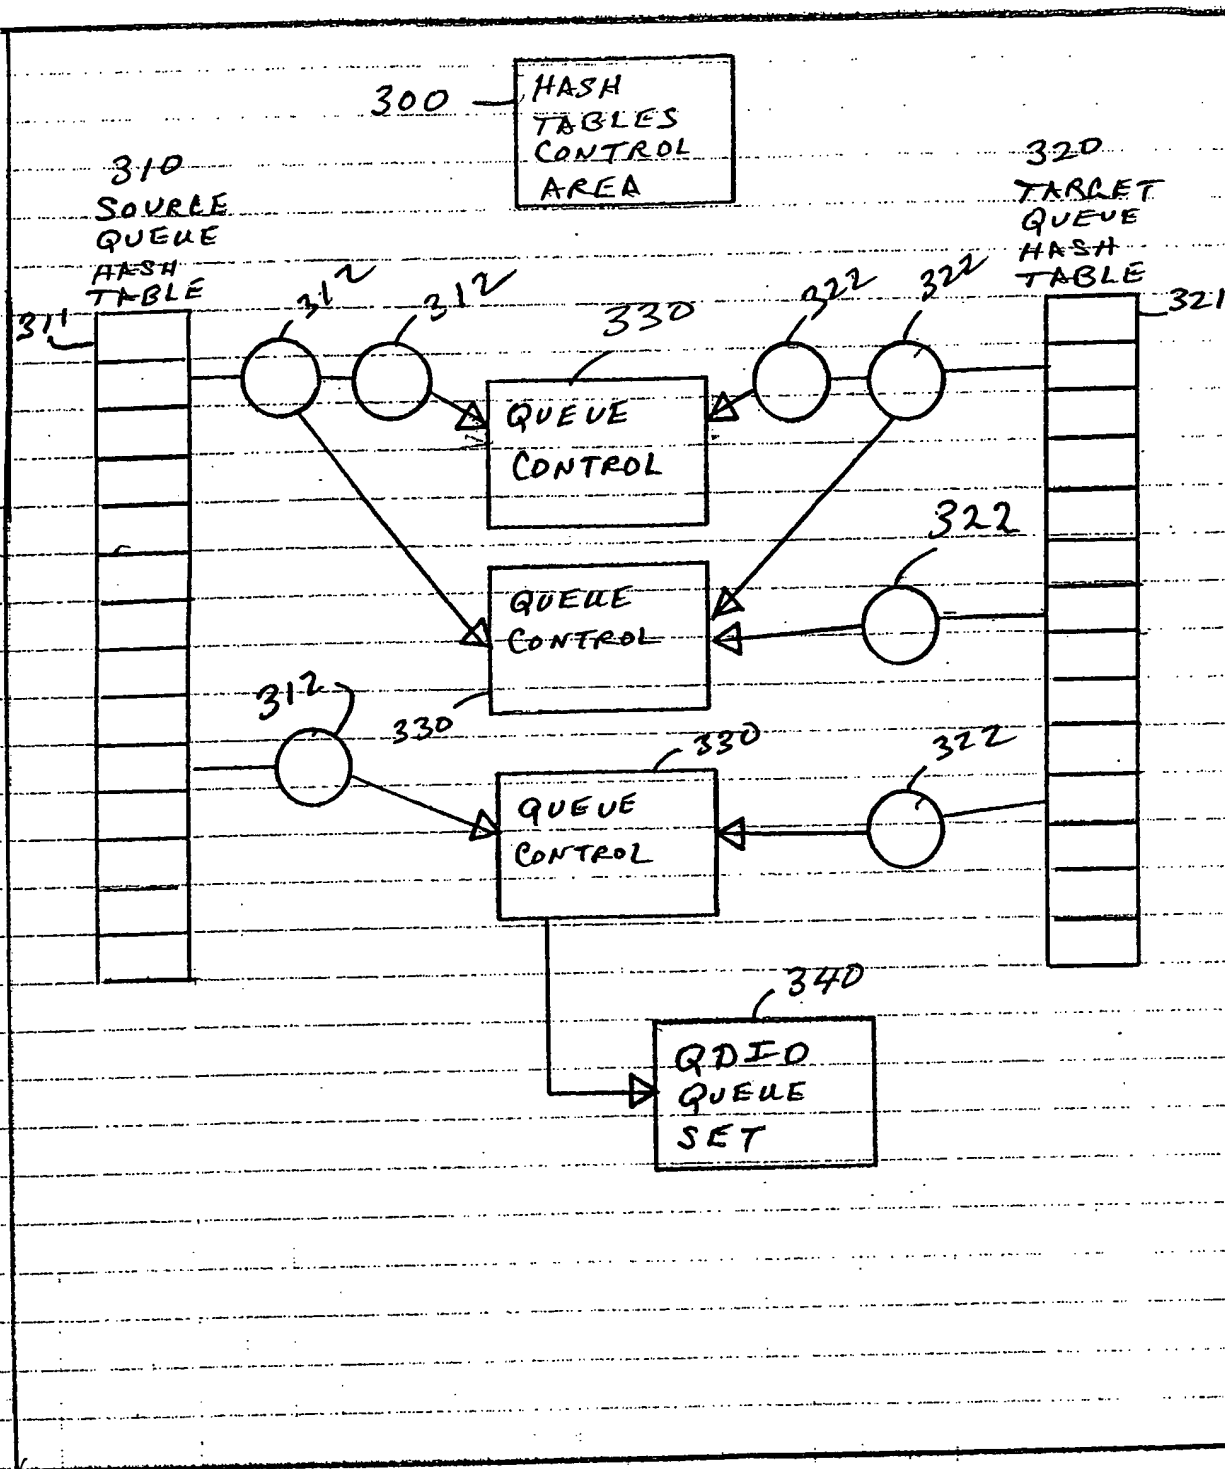 300
HASH
TABLES
CONTROL
AREA
310
SOURCE
QUEUE
HASH
TABLE
320
TARGET
QUEUE
HASH
TABLE
311
312
312
330
322
322
321
QUEUE
CONTROL
322
QUEUE
CONTROL
312
330
330
322
QUEUE
CONTROL
340
QDIO
QUEUE
SET